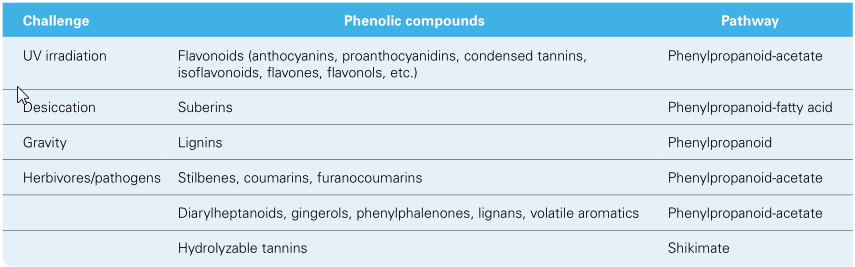 Challenge Phenolic compounds Pathway
UV irradiation Flavonoids (anthocyanins, proanthocyanidins, condensed tannins, Phenylpropanoid-acetate
isoflavonoids, flavones, flavonols, etc.)
Desiccation Suberins Phenylpropanoid-fatty acid
Gravity Lignins Phenylpropanoid
Herbivores/pathogens Stilbenes, coumarins, furanocoumarins Phenylpropanoid-acetate
Diarylheptanoids, gingerols, phenylphalenones, lignans, volatile aromatics Phenylpropanoid-acetate
Hydrolyzable tannins Shikimate